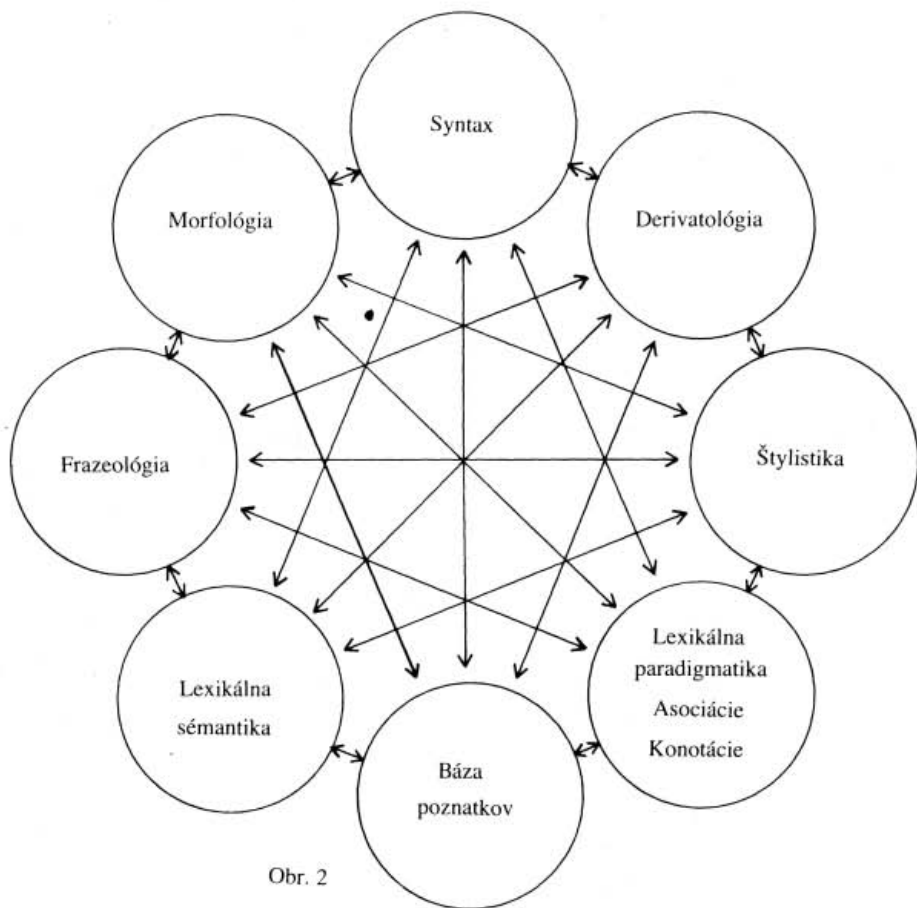 Syntax
Morfológia
Derivatológia
Frazeológia
Štylistika
Lexikálna
sémantika
Lexikálna
paradigmatika
Asociácie
Konotácie
Báza
poznatkov
Obr. 2